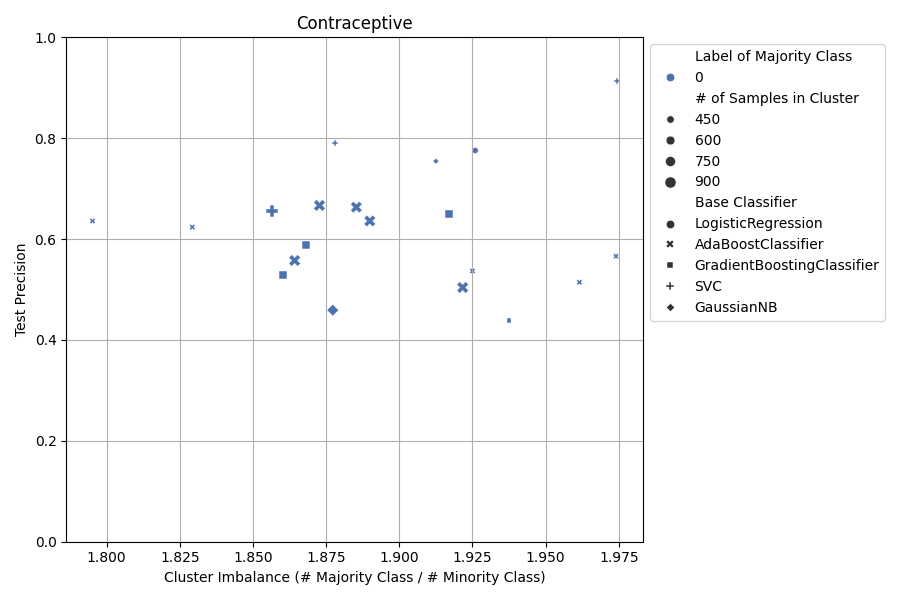 Contraceptive
1.0
0.8
0.6
0.4
0.2
0.0
Test Precision
1.800
1.825
1.850
1.875
1.900
1.925
1.950
1.975
Cluster Imbalance (# Majority Class / # Minority Class)
Label of Majority Class
0
# of Samples in Cluster
450
600
750
900
Base Classifier
LogisticRegression
AdaBoostClassifier
GradientBoostingClassifier
SVC
GaussianNB